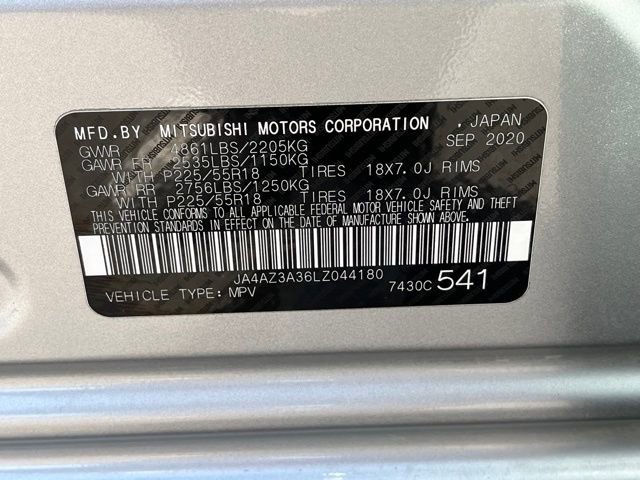 MFD.BY MITSUBISHI MOTORS CORPORATION . JAPAN
GVWR 4861LBS/2205KG SEP 2020
GAWR FR 2535LBS/1150KG
WITH P225/55R18 TIRES 18X7.0J RIMS
GAWR RR 2756LBS/1250KG
WITH P225/55R18 TIRES 18X7.0J RIMS
THIS VEHICLE CONFORMS TO ALL APPLICABLE FEDERAL MOTOR VEHICLE SAFETY AND THEFT
PREVENTION STANDARDS IN EFFECT ON THE DATE OF MANUFACTURE SHOWN ABOVE.
JA4AZ3A36LZ044180
VEHICLE TYPE: MPV 7430C 541